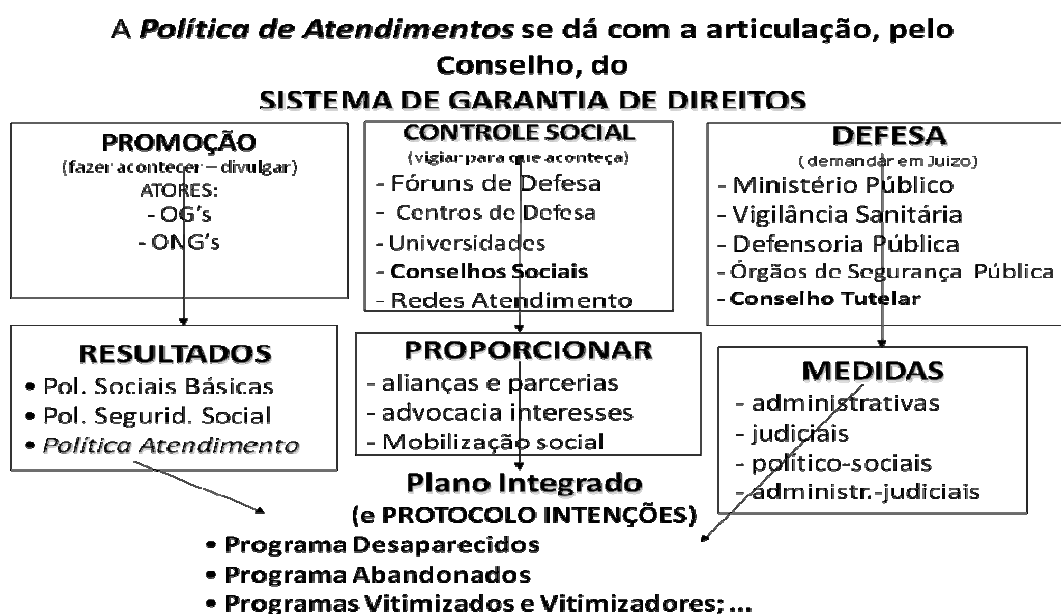 A Política de Atendimentos se dá com a articulação, pelo
Conselho, do
SISTEMA DE GARANTIA DE DIREITOS
PROMOÇÃO
(fazer acontecer – divulgar)
ATORES:
- OG's
- ONG's
CONTROLE SOCIAL
(vigiar para que aconteça)
- Fóruns de Defesa
- Centros de Defesa
- Universidades
- Conselhos Sociais
- Redes Atendimento
DEFESA
(demandar em Juizo)
- Ministério Público
- Vigilância Sanitária
- Defensoria Pública
- Órgãos de Segurança Pública
- Conselho Tutelar
RESULTADOS
• Pol. Sociais Básicas
• Pol. Segurid. Social
• Política Atendimento
PROPORCIONAR
- alianças e parcerias
- advocacia interesses
- Mobilização social
MEDIDAS
- administrativas
- judiciais
- político-sociais
- administr.-judiciais
Plano Integrado
(e PROTOCOLO INTENÇÕES)
• Programa Desaparecidos
• Programa Abandonados
• Programas Vitimizados e Vitimizadores; ...